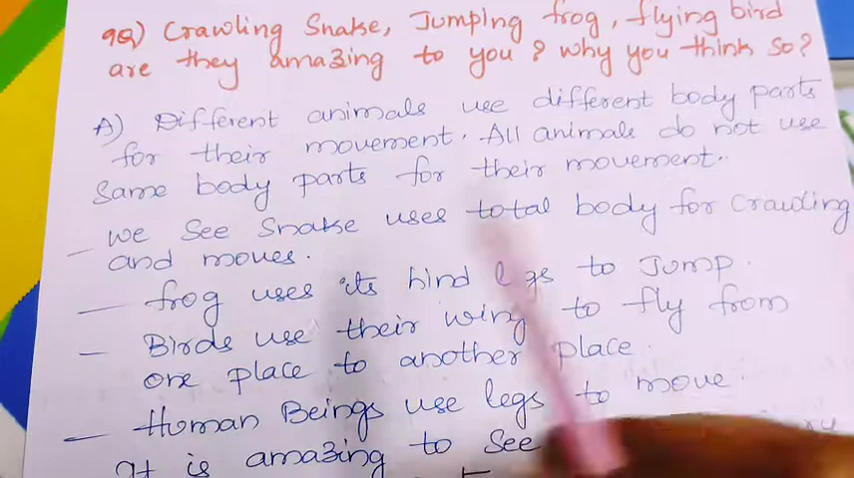 9Q) Crawling Snake, Jumping frog, flying bird
are they amazing to you? why you think so?
A) Different animals use different body parts
for their movement. All animals do not use
same body parts for their movement.
- we see Snake uses total body for crawling
and moves.
- frog uses its hind legs to Jump.
- Birds use their wing to fly from
one place to another place.
- Human Beings use legs to move.
It is amazing to see